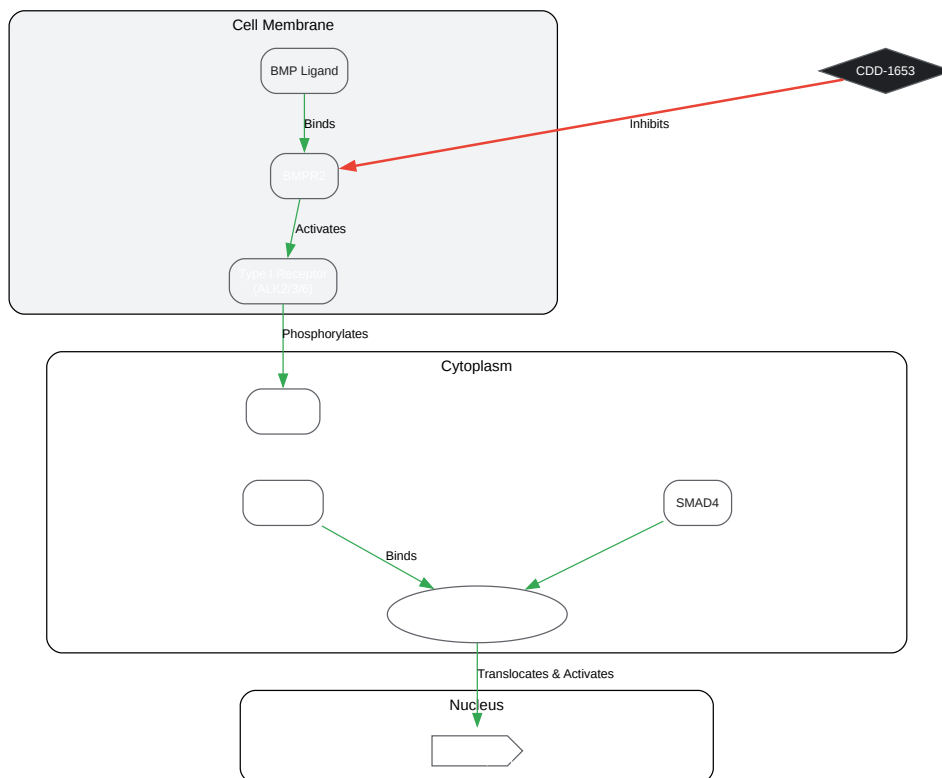 Cell Membrane
BMP Ligand
CDD-1653
Binds
Inhibits
BMPR2
Activates
Type I Receptor
(ALK2/3/6)
Phosphorylates
Cytoplasm
SMAD4
Binds
Translocates & Activates
Nucleus